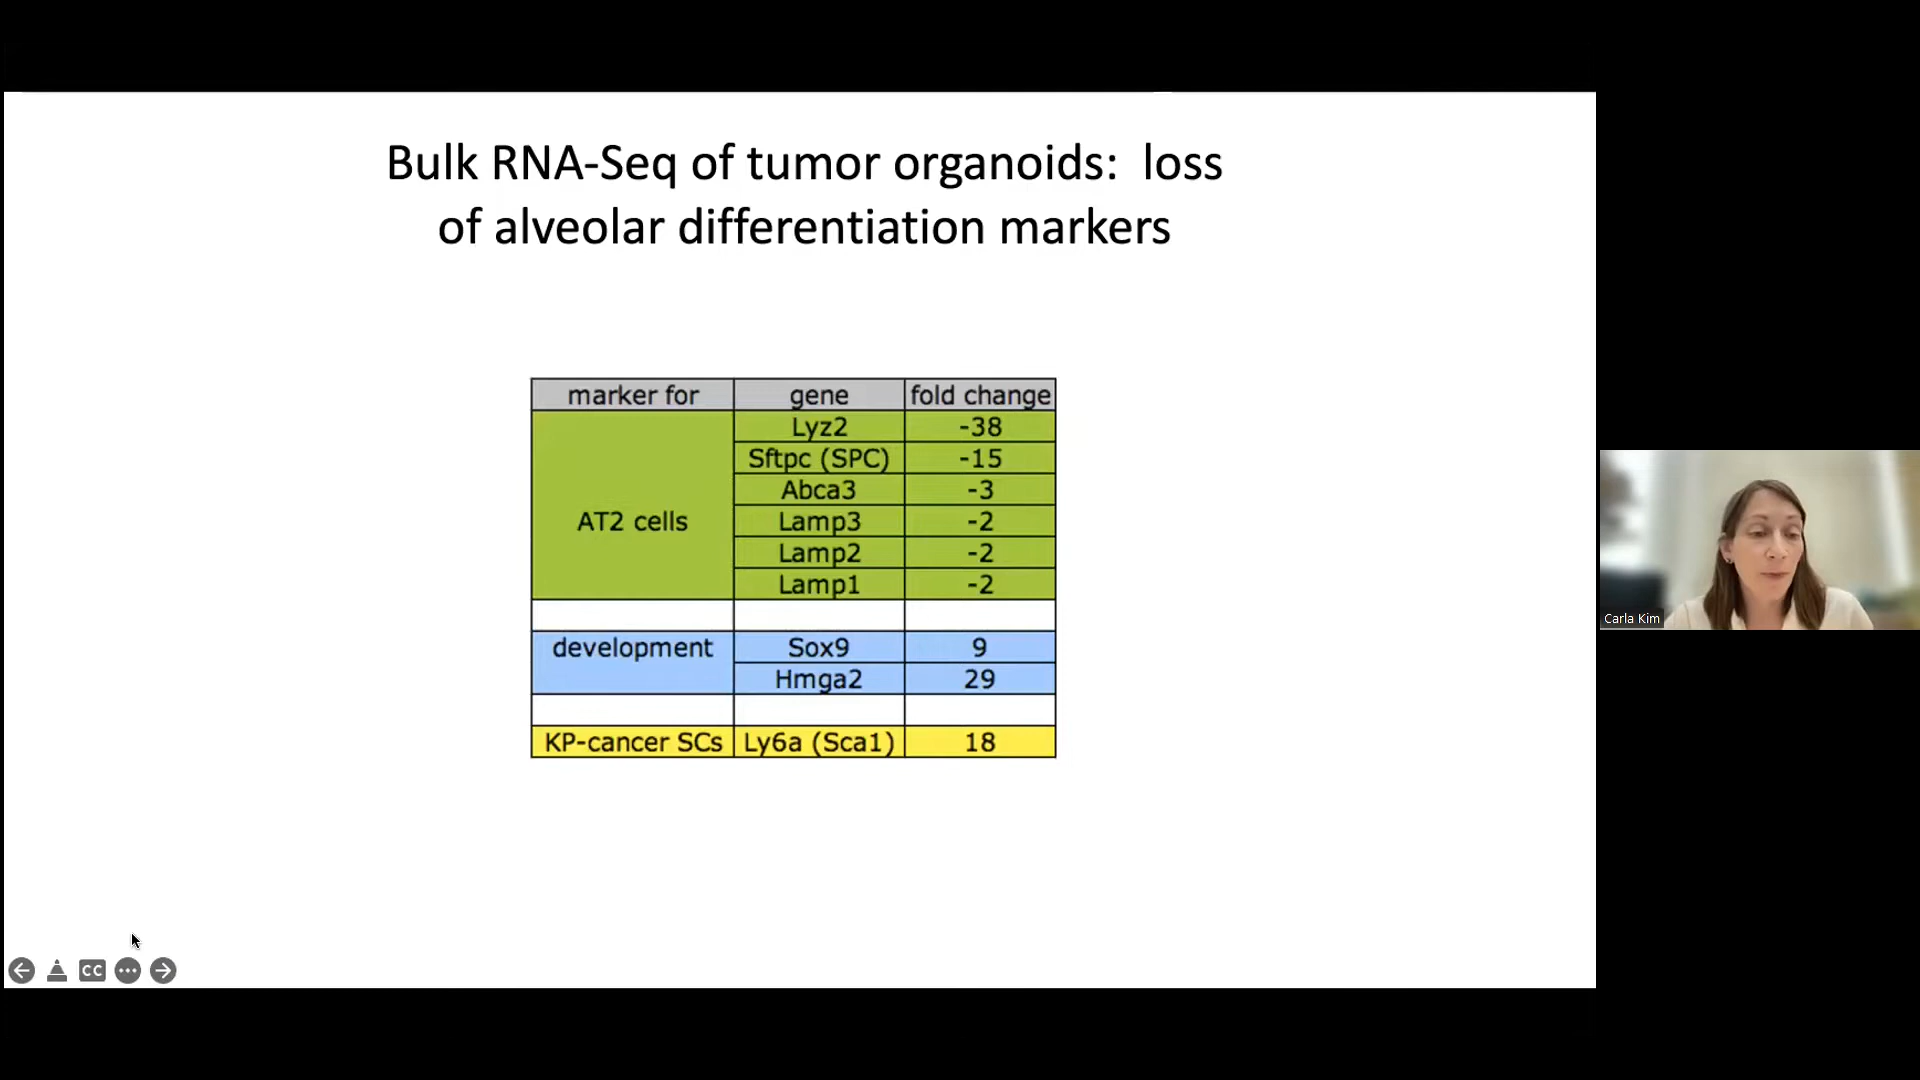 Bulk RNA-Seq of tumor organoids: loss
of alveolar differentiation markers
marker for gene fold change
AT2 cells
Lyz2 -38
Sftpc (SPC) -15
Abca3 -3
Lamp3 -2
Lamp2 -2
Lamp1 -2
development Sox9 9
Hmga2 29
KP-cancer SCs Ly6a (Sca1) 18
Carla Kim
CC